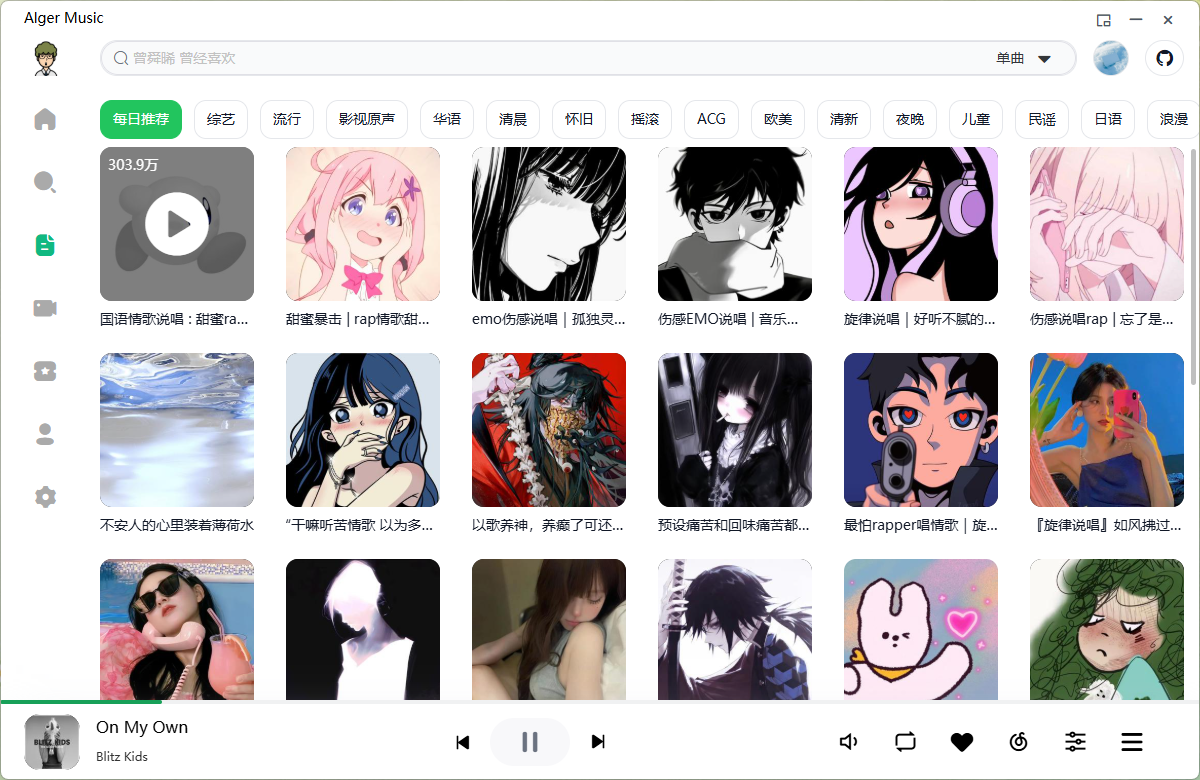 Alger Music
曾舜晞 曾经喜欢
单曲
每日推荐
综艺
流行
影视原声
华语
清晨
怀旧
摇滚
ACG
欧美
清新
夜晚
儿童
民谣
日语
浪漫
303.9万
国语情歌说唱 : 甜蜜ra...
甜蜜暴击 | rap情歌甜...
emo伤感说唱｜孤独灵...
伤感EMO说唱 | 音乐...
旋律说唱｜好听不腻的...
伤感说唱rap | 忘了是...
不安人的心里装着薄荷水
“干嘛听苦情歌 以为多...
以歌养神，养癫了可还...
预设痛苦和回味痛苦都...
最怕rapper唱情歌｜旋...
『旋律说唱』如风拂过...
BLITZ KIDS
On My Own
Blitz Kids